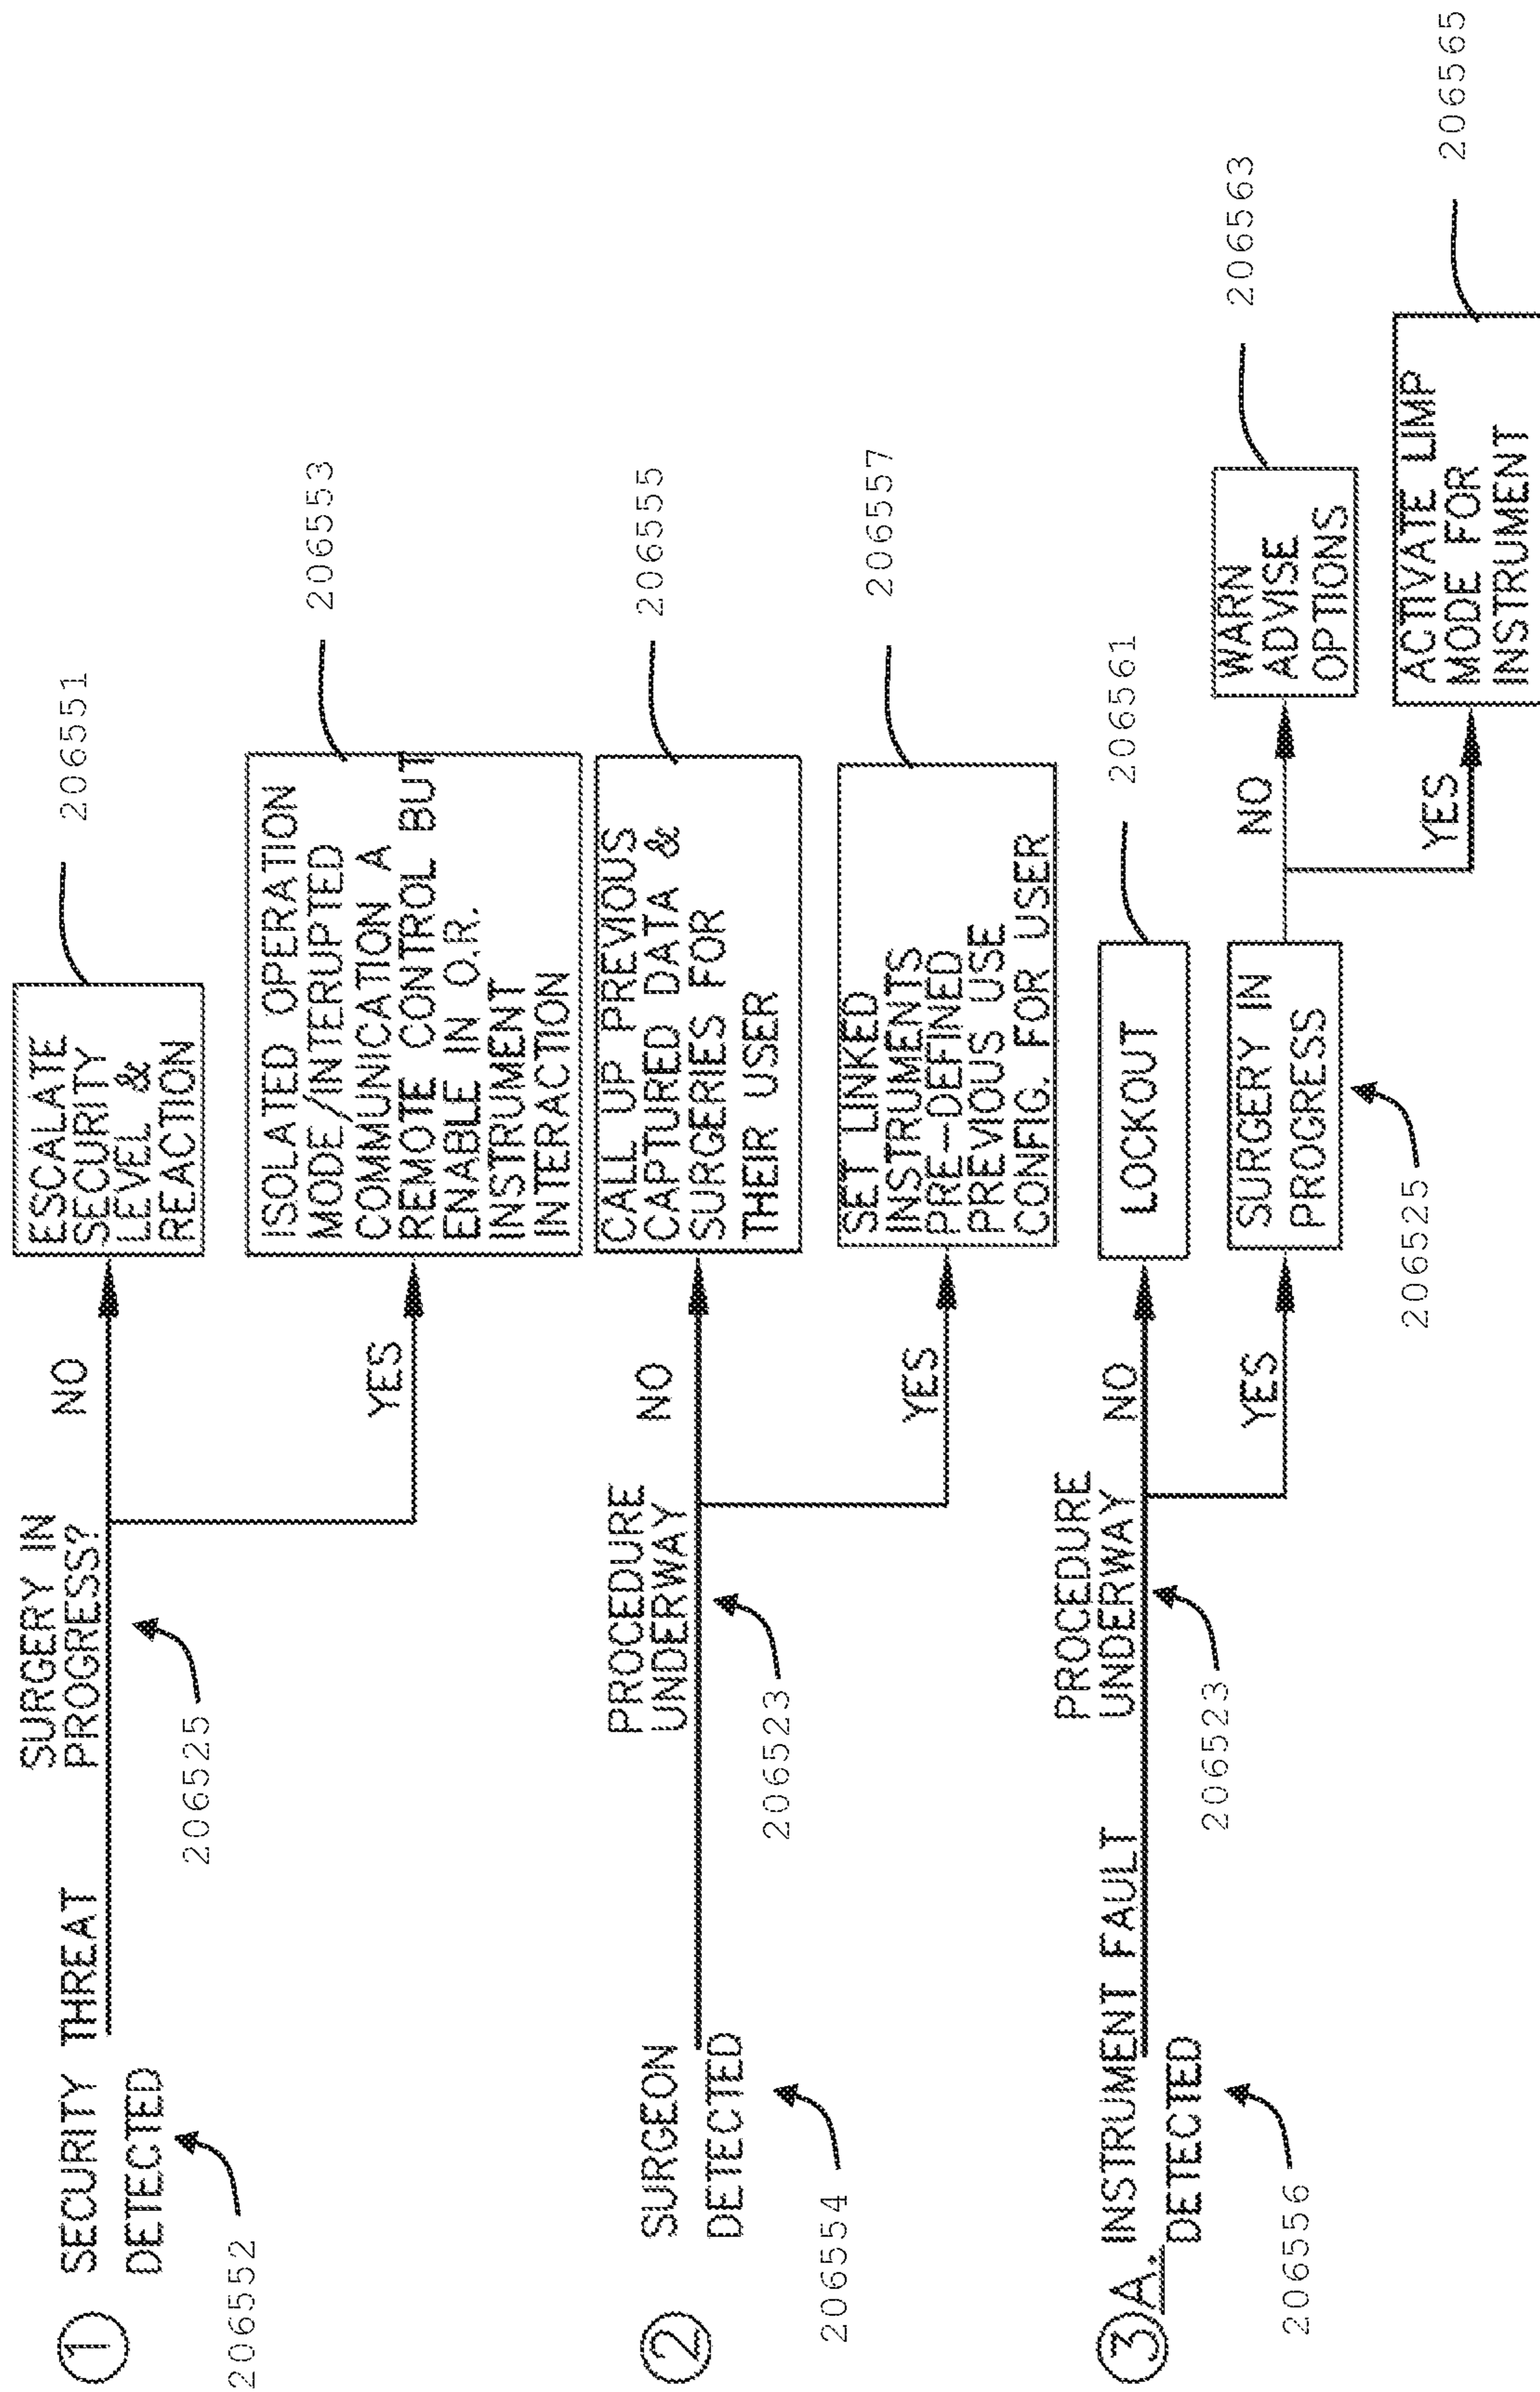 ①
SECURITY THREAT
DETECTED
206552
SURGERY IN
PROGRESS?
206525
NO
ESCALATE
SECURITY
LEVEL &
REACTION
206551
YES
ISOLATED OPERATION
MODE/INTERRUPTED
COMMUNICATION A
REMOTE CONTROL BUT
ENABLE IN O.R.
INSTRUMENT
INTERACTION
206553
②
SURGEON
DETECTED
206554
PROCEDURE
UNDERWAY
206523
NO
CALL UP PREVIOUS
CAPTURED DATA &
SURGERIES FOR
THEIR USER
206555
YES
SET LINKED
INSTRUMENTS
PRE-DEFINED
PREVIOUS USE
CONFIG. FOR USER
206557
③A. INSTRUMENT FAULT
DETECTED
206556
PROCEDURE
UNDERWAY
206523
NO
LOCKOUT
206561
YES
SURGERY IN
PROGRESS
206525
NO
WARN
ADVISE
OPTIONS
206563
YES
ACTIVATE LIMP
MODE FOR
INSTRUMENT
206565